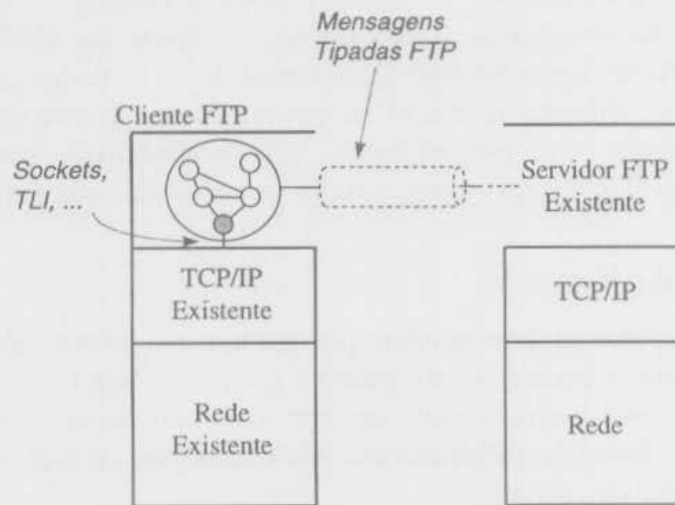 Mensagens
Tipadas FTP
Cliente FTP
Sockets,
TLI, ...
Servidor FTP
Existente
TCP/IP
Existente
TCP/IP
Rede
Existente
Rede